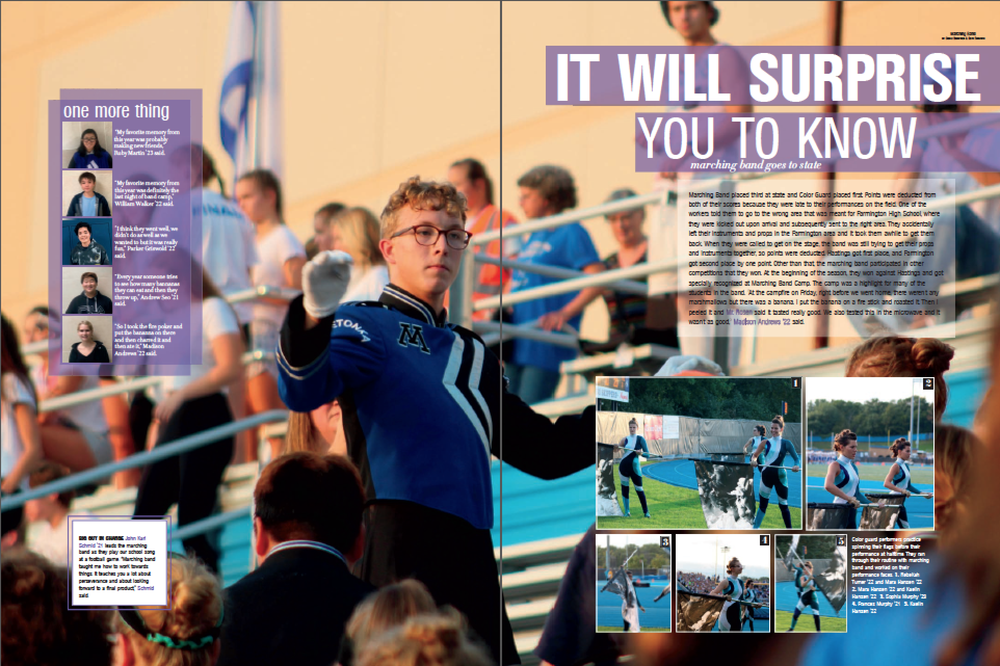 one more thing
"My favorite memory from
this year was probably
making new friends,"
Ruby Martin '23 said.
"My favorite memory from
this year was definitely the
last night of band camp,"
William Walker '22 said.
"I think they went well, we
didn't do as well as we
wanted to but it was really
fun," Parker Griswold '22
said.
"Every year someone tries
to see how many bannanas
they can eat and then they
throw up," Andrew Seo '21
said.
"So I took the fire poker and
put the bananna on there
and then charred it and
then ate it," Madison
Andrews '22 said.
BIG GUY IN CHARGE John Karl
Schmid '21 leads the marching
band as they play our school song
at a football game. "Marching band
taught me how to work towards
things. It teaches you a lot about
perseverance and about looking
forward to a final product," Schmid
said.
ETONKA
M
Marching Band
IT WILL SURPRISE
YOU TO KNOW
marching band goes to state
Marching Band placed third at state and Color Guard placed first. Points were deducted from
both of their scores because they were late to their performances on the field. One of the
workers told them to go to the wrong area that was meant for Farmington High School, where
they were kicked out upon arrival and subsequently sent to the right area. They accidentally
left their instruments and props in the Farmington area and it took them awhile to get them
back. When they were called to get on the stage, the band was still trying to get their props
and instruments together, so points were deducted. Hastings got first place, and Farmington
got second place by one point. Other than that, the marching band participated in other
competitions that they won. At the beginning of the season, they won against Hastings and got
specially recognized at Marching Band Camp. The camp was a highlight for many of the
students in the band. "At the campfire on Friday, right before we went home, there weren't any
marshmallows but there was a banana. I put the banana on a fire stick and roasted it. Then I
peeled it and Mr. Rosen said it tasted really good. We also tested this in the microwave and it
wasn't as good," Madison Andrews '22 said.
1
2
3
4
5
Color guard performers practice
spinning their flags before their
performance at halftime. They ran
through their routine with marching
band and worked on their
performance faces. 1. Rebekah
Turner '22 and Mara Hansen '22
2. Mara Hansen '22 and Kaelin
Hansen '22 3. Sophia Murphy '23
4. Frances Murphy '21 5. Kaelin
Hansen '22